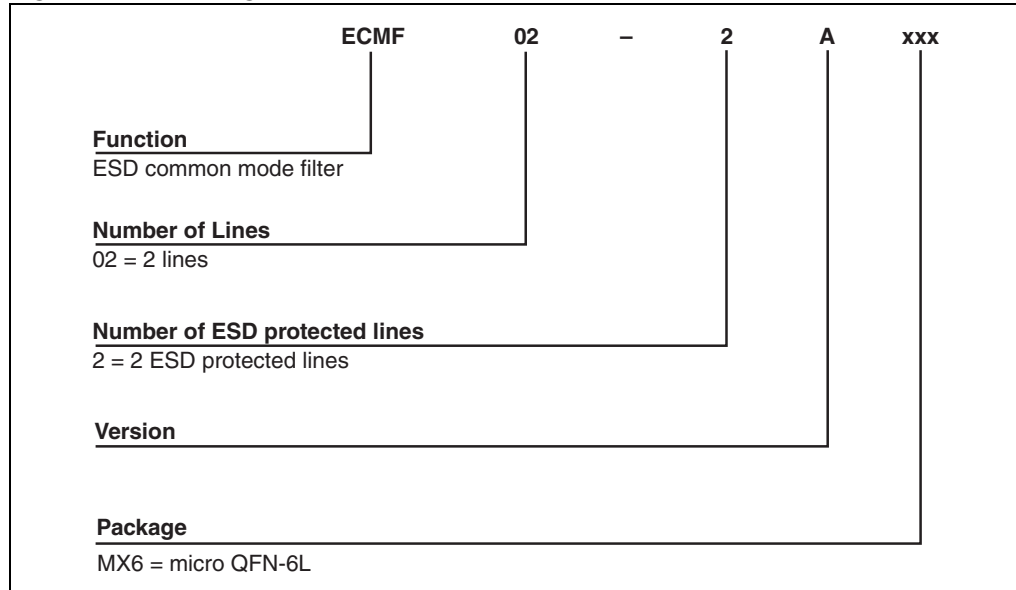 ECMF 02 – 2 A xxx
Function
ESD common mode filter
Number of Lines
02 = 2 lines
Number of ESD protected lines
2 = 2 ESD protected lines
Version
Package
MX6 = micro QFN-6L